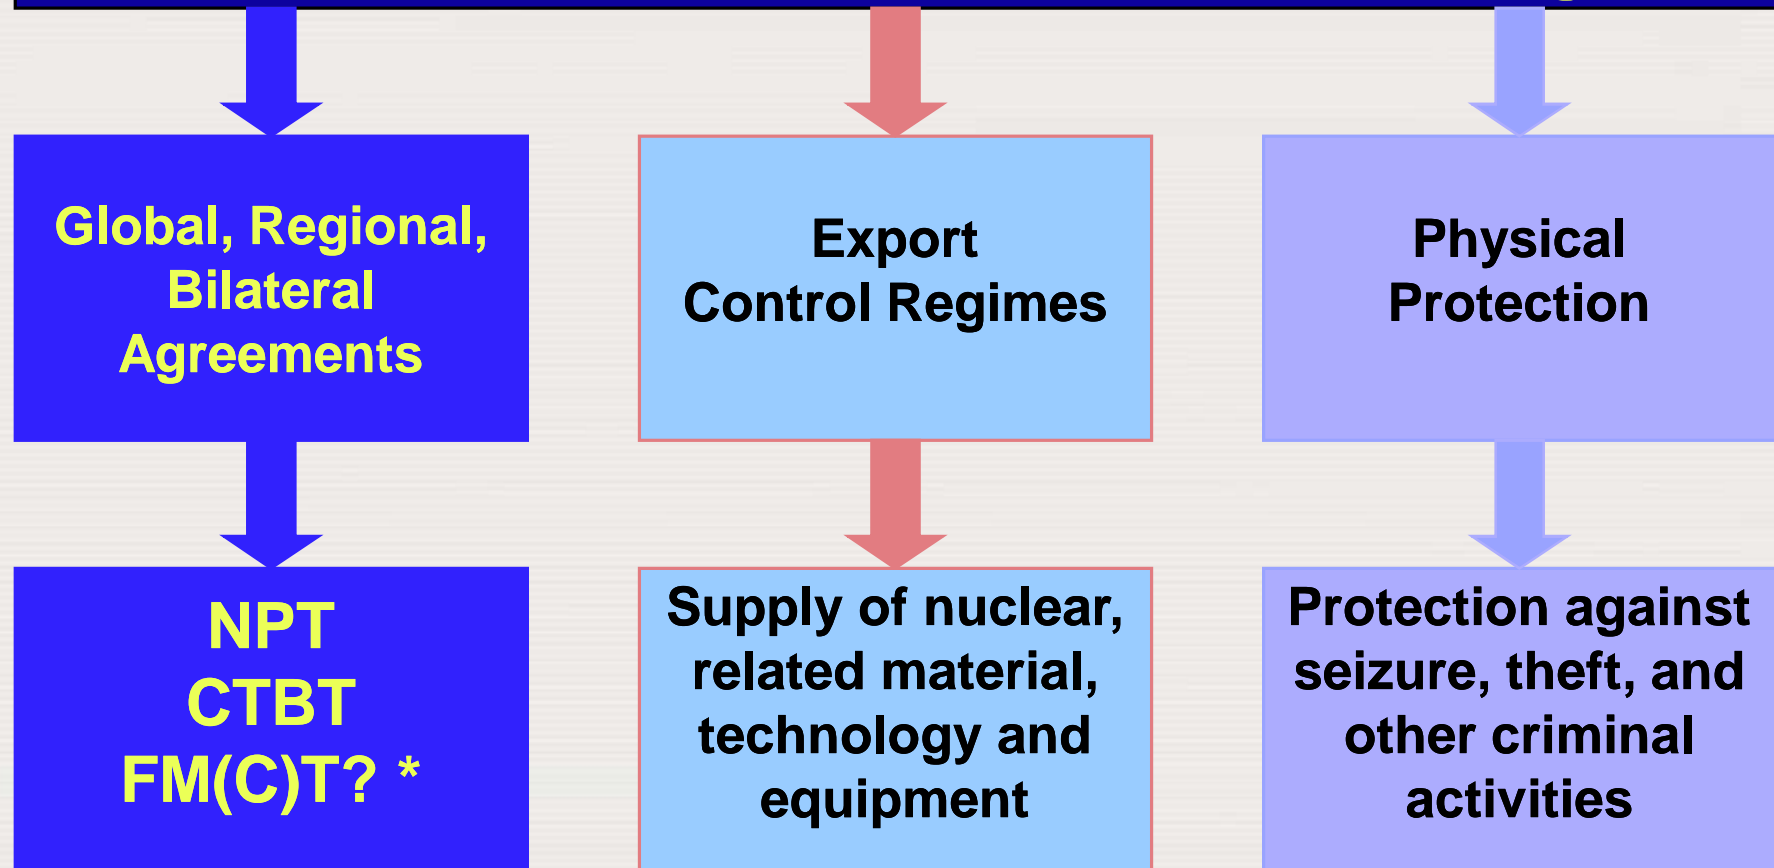 Global, Regional,
Bilateral
Agreements
Export
Control Regimes
Physical
Protection
NPT
CTBT
FM(C)T? *
Supply of nuclear,
related material,
technology and
equipment
Protection against
seizure, theft, and
other criminal
activities